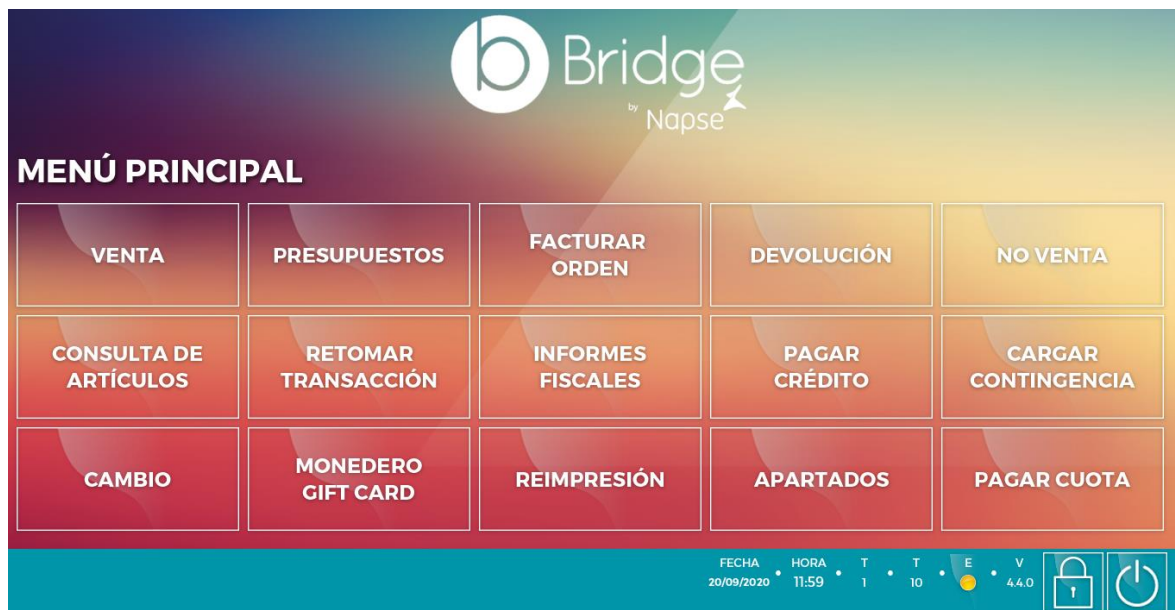 b Bridge
by Napse
MENÚ PRINCIPAL
VENTA
PRESUPUESTOS
FACTURAR
ORDEN
DEVOLUCIÓN
NO VENTA
CONSULTA DE
ARTÍCULOS
RETOMAR
TRANSACCIÓN
INFORMES
FISCALES
PAGAR
CRÉDITO
CARGAR
CONTINGENCIA
CAMBIO
MONEDERO
GIFT CARD
REIMPRESIÓN
APARTADOS
PAGAR CUOTA
FECHA • HORA • T • T • E • V
20/09/2020 11:59 1 10 4.4.0